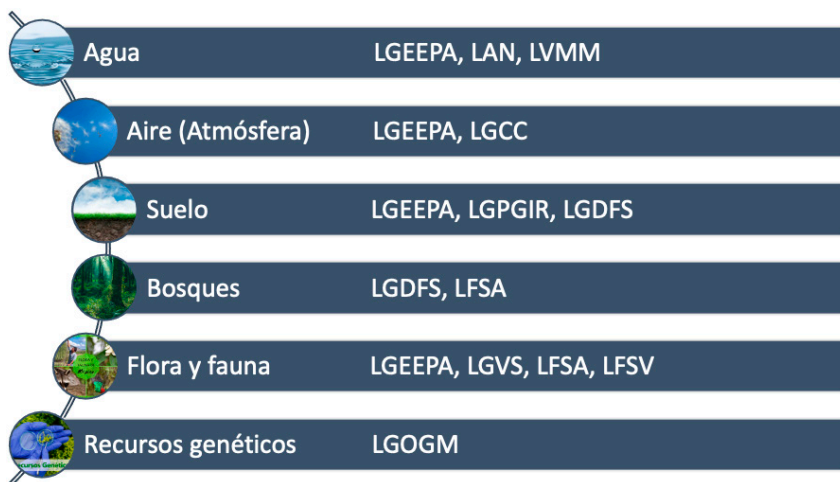 Agua LGEEPA, LAN, LVMM
Aire (Atmósfera) LGEEPA, LGCC
Suelo LGEEPA, LGPGIR, LGDFS
Bosques LGDFS, LFSA
Flora y fauna LGEEPA, LGVS, LFSA, LFSV
Recursos genéticos LGOGM